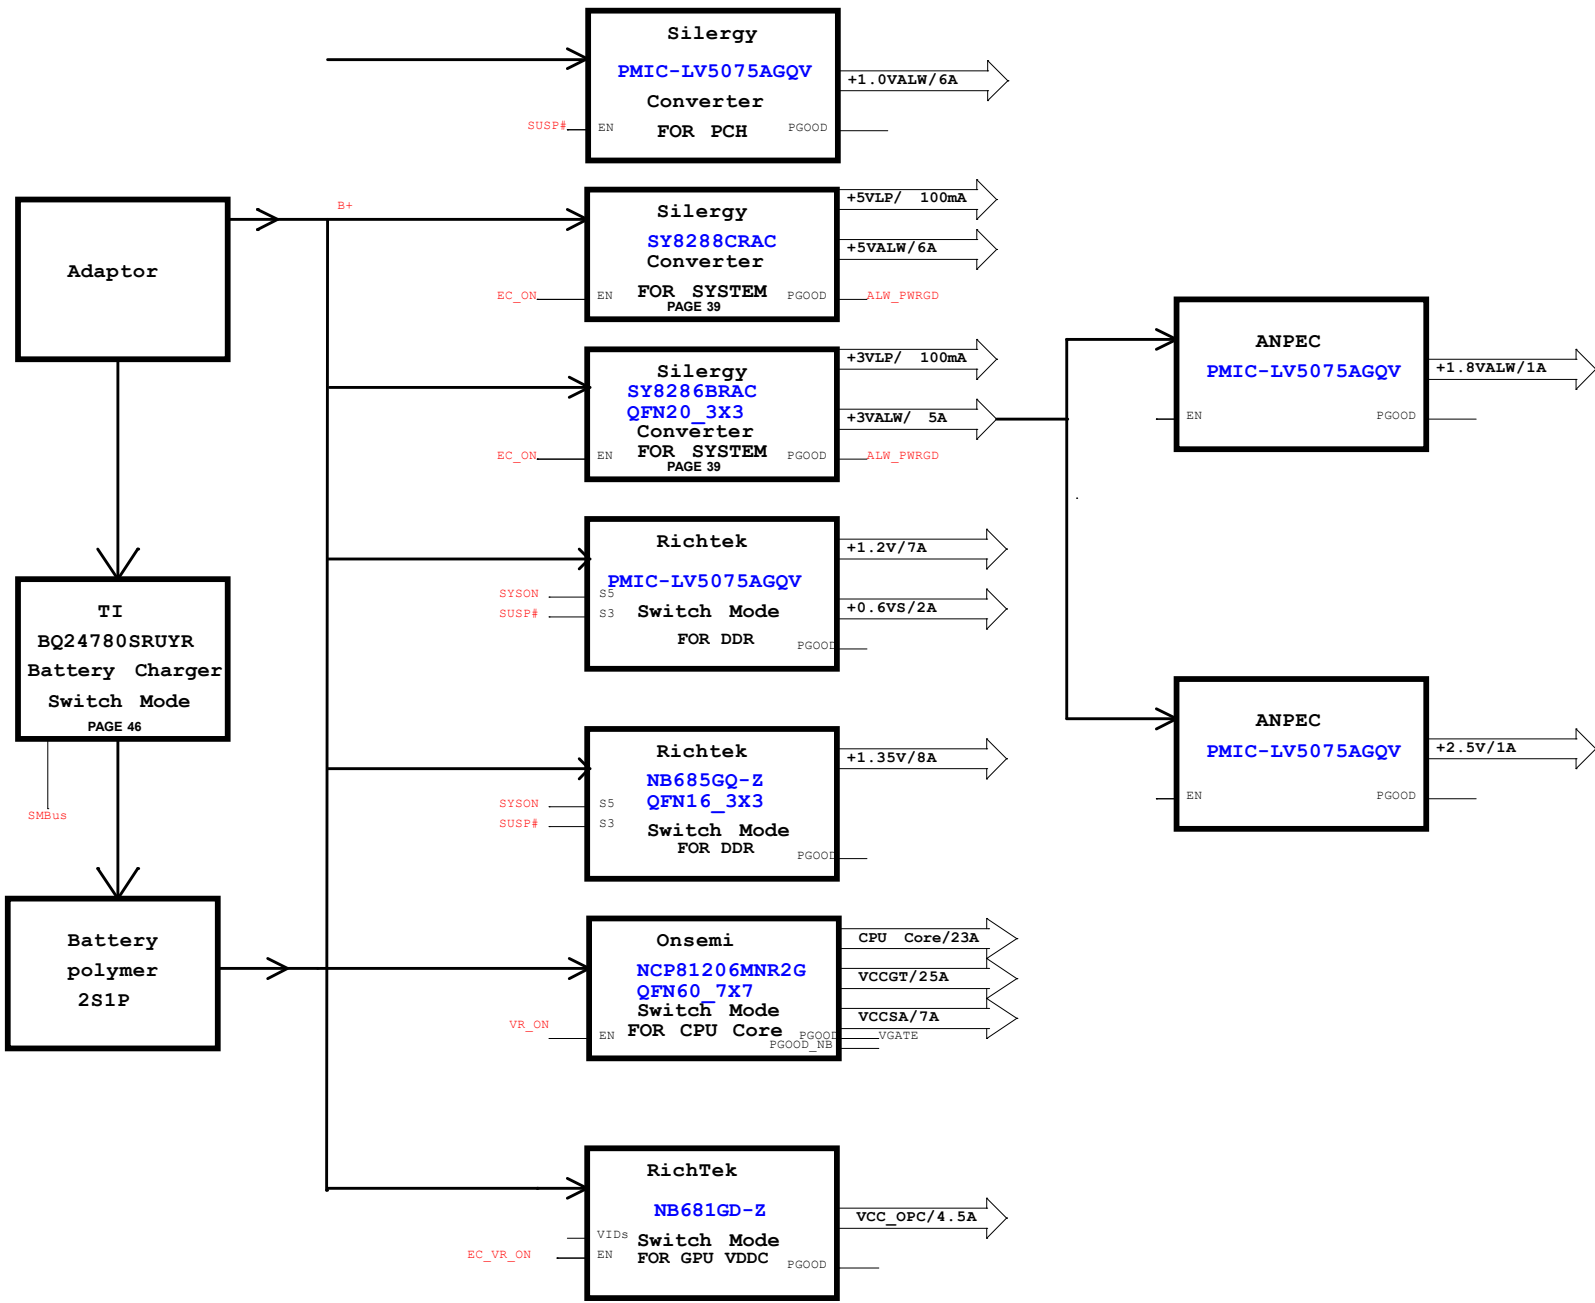 Silergy
PMIC-LV5075AGQV
Converter
FOR PCH
SUSP#
EN
PGOOD
+1.0VALW/6A
Adaptor
B+
Silergy
SY8288CRAC
Converter
FOR SYSTEM
PAGE 39
EC_ON
EN
PGOOD
ALW_PWRGD
+5VLP/ 100mA
+5VALW/6A
Silergy
SY8286BRAC
QFN20_3X3
Converter
FOR SYSTEM
PAGE 39
EC_ON
EN
PGOOD
ALW_PWRGD
+3VLP/ 100mA
+3VALW/ 5A
ANPEC
PMIC-LV5075AGQV
EN
PGOOD
+1.8VALW/1A
Richtek
PMIC-LV5075AGQV
Switch Mode
FOR DDR
SYSON
S5
SUSP#
S3
PGOOD
+1.2V/7A
+0.6VS/2A
TI
BQ24780SRUYR
Battery Charger
Switch Mode
PAGE 46
SMBus
ANPEC
PMIC-LV5075AGQV
EN
PGOOD
+2.5V/1A
Richtek
NB685GQ-Z
QFN16_3X3
Switch Mode
FOR DDR
SYSON
S5
SUSP#
S3
PGOOD
+1.35V/8A
Battery
polymer
2S1P
Onsemi
NCP81206MNR2G
QFN60_7X7
Switch Mode
FOR CPU Core
VR_ON
EN
PGOOD
VGATE
PGOOD_NB
CPU Core/23A
VCCGT/25A
VCCSA/7A
RichTek
NB681GD-Z
Switch Mode
FOR GPU VDDC
VIDs
EC_VR_ON
EN
PGOOD
VCC_OPC/4.5A